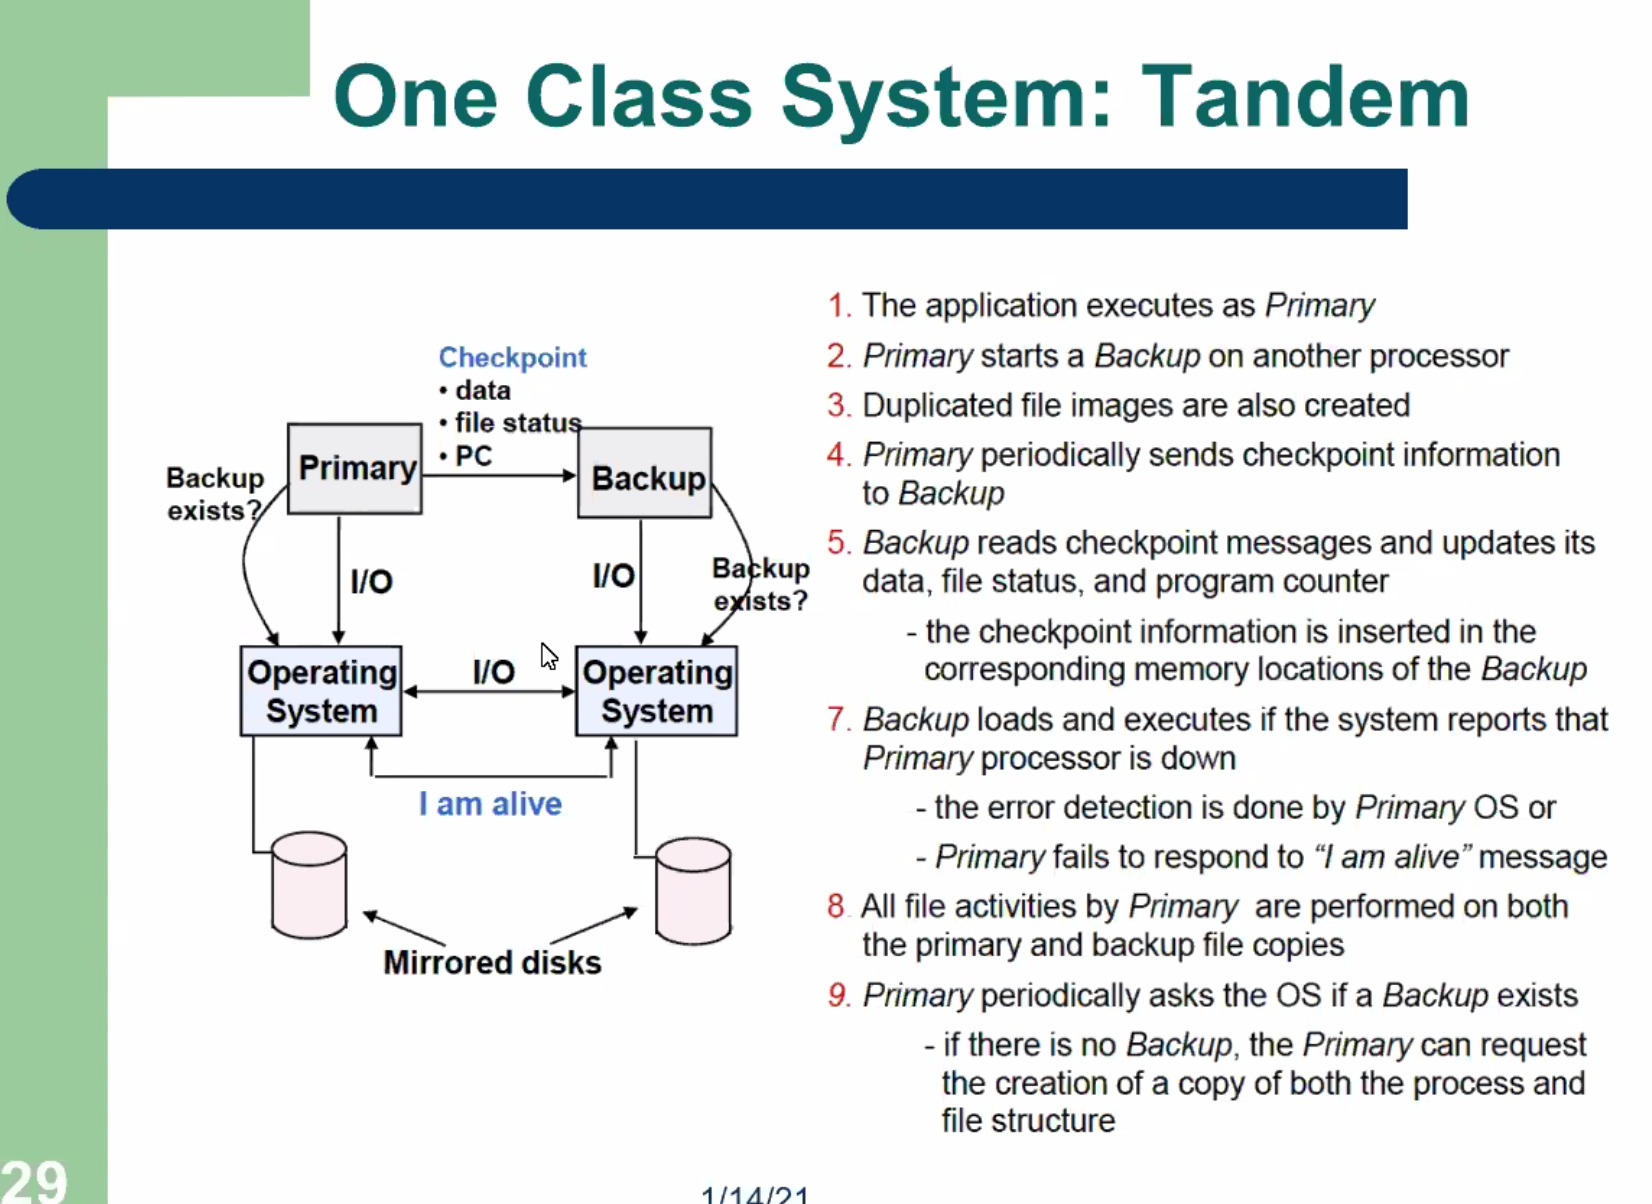 One Class System: Tandem
Checkpoint
• data
• file status
• PC
Primary
Backup
Backup
exists?
I/O
I/O
Backup
exists?
Operating
System
I/O
Operating
System
I am alive
Mirrored disks
1. The application executes as Primary
2. Primary starts a Backup on another processor
3. Duplicated file images are also created
4. Primary periodically sends checkpoint information
to Backup
5. Backup reads checkpoint messages and updates its
data, file status, and program counter
- the checkpoint information is inserted in the
corresponding memory locations of the Backup
7. Backup loads and executes if the system reports that
Primary processor is down
- the error detection is done by Primary OS or
- Primary fails to respond to “I am alive” message
8. All file activities by Primary are performed on both
the primary and backup file copies
9. Primary periodically asks the OS if a Backup exists
- if there is no Backup, the Primary can request
the creation of a copy of both the process and
file structure
29
1/14/21